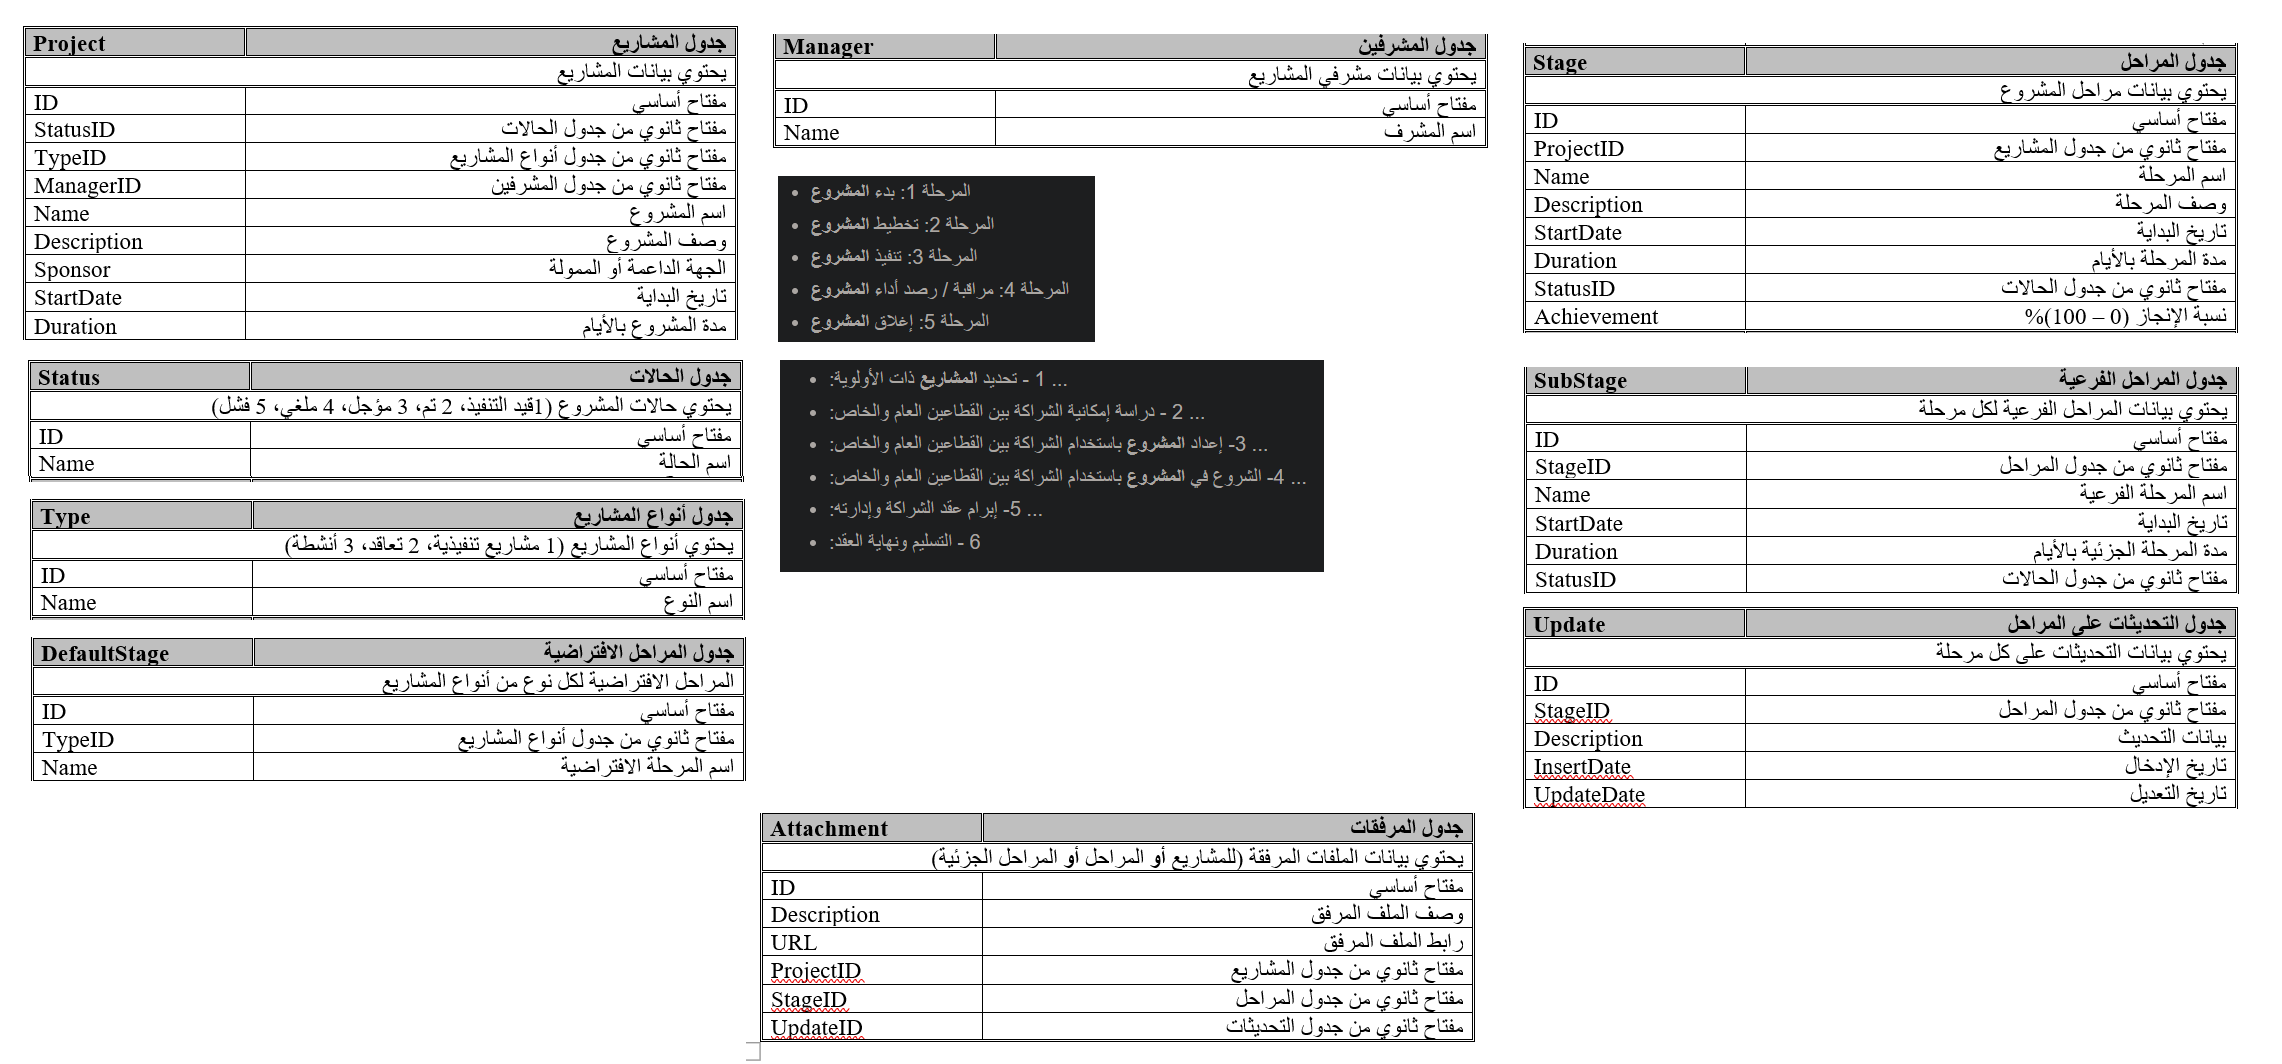 Project جدول المشاريع
يحتوي بيانات المشاريع
ID مفتاح أساسي
StatusID مفتاح ثانوي من جدول الحالات
TypeID مفتاح ثانوي من جدول أنواع المشاريع
ManagerID مفتاح ثانوي من جدول المشرفين
Name اسم المشروع
Description وصف المشروع
Sponsor الجهة الداعمة أو الممولة
StartDate تاريخ البداية
Duration مدة المشروع بالأيام
Status جدول الحالات
يحتوي حالات المشروع (1قيد التنفيذ، 2 تم، 3 مؤجل، 4 ملغي، 5 فشل)
ID مفتاح أساسي
Name اسم الحالة
Type جدول أنواع المشاريع
يحتوي أنواع المشاريع (1 مشاريع تنفيذية، 2 تعاقد، 3 أنشطة)
ID مفتاح أساسي
Name اسم النوع
DefaultStage جدول المراحل الافتراضية
المراحل الافتراضية لكل نوع من أنواع المشاريع
ID مفتاح أساسي
TypeID مفتاح ثانوي من جدول أنواع المشاريع
Name اسم المرحلة الافتراضية
Manager جدول المشرفين
يحتوي بيانات مشرفي المشاريع
ID مفتاح أساسي
Name اسم المشرف
• المرحلة 1: بدء المشروع
• المرحلة 2: تخطيط المشروع
• المرحلة 3: تنفيذ المشروع
• المرحلة 4: مراقبة / رصد أداء المشروع
• المرحلة 5: إغلاق المشروع
• ... 1 - تحديد المشاريع ذات الأولوية:
• ... 2 - دراسة إمكانية الشراكة بين القطاعين العام والخاص:
• ... 3- إعداد المشروع باستخدام الشراكة بين القطاعين العام والخاص:
• ... 4- الشروع في المشروع باستخدام الشراكة بين القطاعين العام والخاص:
• ... 5- إبرام عقد الشراكة وإدارته:
• 6 - التسليم ونهاية العقد:
Attachment جدول المرفقات
يحتوي بيانات الملفات المرفقة (للمشاريع أو المراحل أو المراحل الجزئية)
ID مفتاح أساسي
Description وصف الملف المرفق
URL رابط الملف المرفق
ProjectID مفتاح ثانوي من جدول المشاريع
StageID مفتاح ثانوي من جدول المراحل
UpdateID مفتاح ثانوي من جدول التحديثات
Stage جدول المراحل
يحتوي بيانات مراحل المشروع
ID مفتاح أساسي
ProjectID مفتاح ثانوي من جدول المشاريع
Name اسم المرحلة
Description وصف المرحلة
StartDate تاريخ البداية
Duration مدة المرحلة بالأيام
StatusID مفتاح ثانوي من جدول الحالات
Achievement نسبة الإنجاز (0 – 100)%
SubStage جدول المراحل الفرعية
يحتوي بيانات المراحل الفرعية لكل مرحلة
ID مفتاح أساسي
StageID مفتاح ثانوي من جدول المراحل
Name اسم المرحلة الفرعية
StartDate تاريخ البداية
Duration مدة المرحلة الجزئية بالأيام
StatusID مفتاح ثانوي من جدول الحالات
Update جدول التحديثات على المراحل
يحتوي بيانات التحديثات على كل مرحلة
ID مفتاح أساسي
StageID مفتاح ثانوي من جدول المراحل
Description بيانات التحديث
InsertDate تاريخ الإدخال
UpdateDate تاريخ التعديل